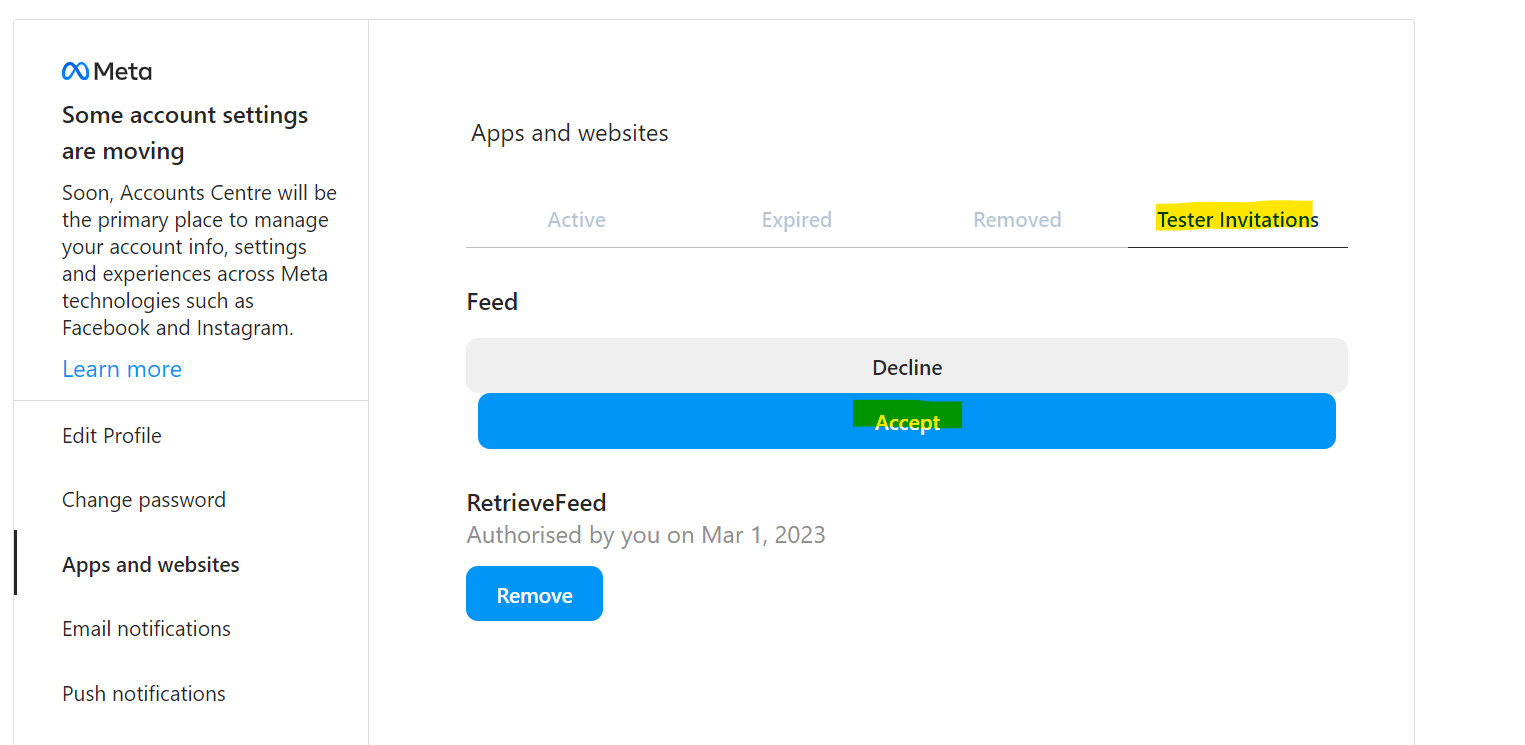 Meta
Some account settings
are moving
Soon, Accounts Centre will be
the primary place to manage
your account info, settings
and experiences across Meta
technologies such as
Facebook and Instagram.
Learn more
Edit Profile
Change password
Apps and websites
Email notifications
Push notifications
Apps and websites
Active Expired Removed Tester Invitations
Feed
Decline
Accept
RetrieveFeed
Authorised by you on Mar 1, 2023
Remove